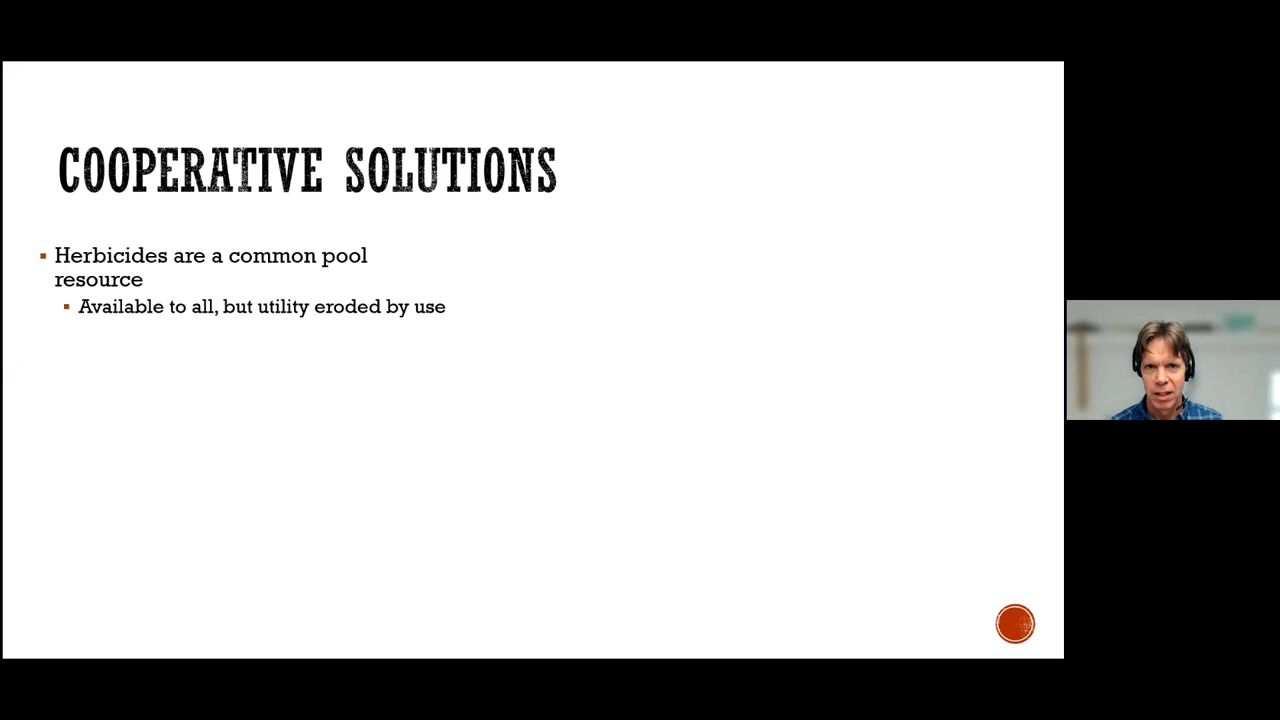 COOPERATIVE SOLUTIONS
Herbicides are a common pool
resource
Available to all, but utility eroded by use